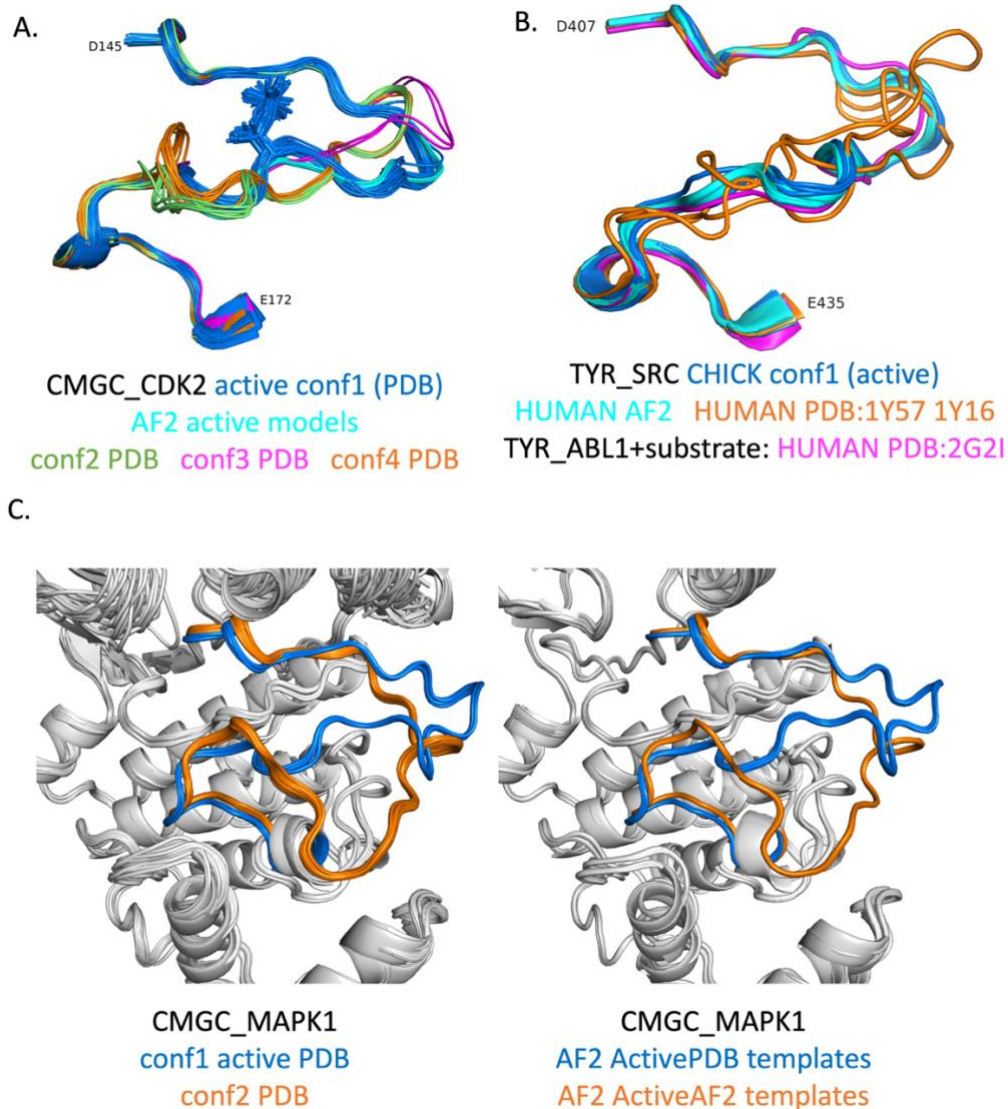 A.
D145
E172
CMGC_CDK2 active conf1 (PDB)
AF2 active models
conf2 PDB conf3 PDB conf4 PDB
B.
D407
E435
TYR_SRC CHICK conf1 (active)
HUMAN AF2 HUMAN PDB:1Y57 1Y16
TYR_ABL1+substrate: HUMAN PDB:2G2I
C.
CMGC_MAPK1
conf1 active PDB
conf2 PDB
CMGC_MAPK1
AF2 ActivePDB templates
AF2 ActiveAF2 templates